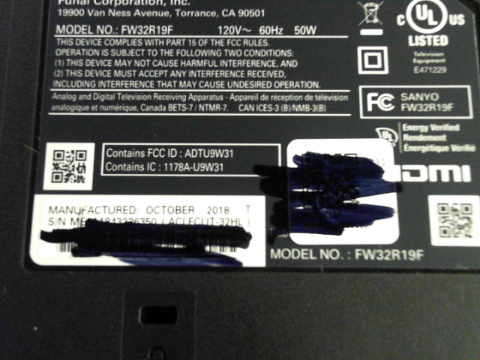 Funai Corporation, Inc.
19900 Van Ness Avenue, Torrance, CA 90501
MODEL NO.: FW32R19F 120V~ 60Hz 50W
THIS DEVICE COMPLIES WITH PART 15 OF THE FCC RULES.
OPERATION IS SUBJECT TO THE FOLLOWING TWO CONDITIONS:
(1) THIS DEVICE MAY NOT CAUSE HARMFUL INTERFERENCE, AND
(2) THIS DEVICE MUST ACCEPT ANY INTERFERENCE RECEIVED,
INCLUDING INTERFERENCE THAT MAY CAUSE UNDESIRED OPERATION.
Analog and Digital Television Receiving Apparatus - Appareil de réception de télévision
analogique et numérique, Canada BETS-7 / NTMR-7. CAN ICES-3 (B)/NMB-3(B)
c UL us
LISTED
Television
Equipment
E471229
FC SANYO
FW32R19F
Energy Verified
Rendement
Énergétique Vérifié
HDMI
Contains FCC ID : ADTU9W31
Contains IC : 1178A-U9W31
MANUFACTURED: OCTOBER 2018 T
S/N
MODEL NO. : FW32R19F